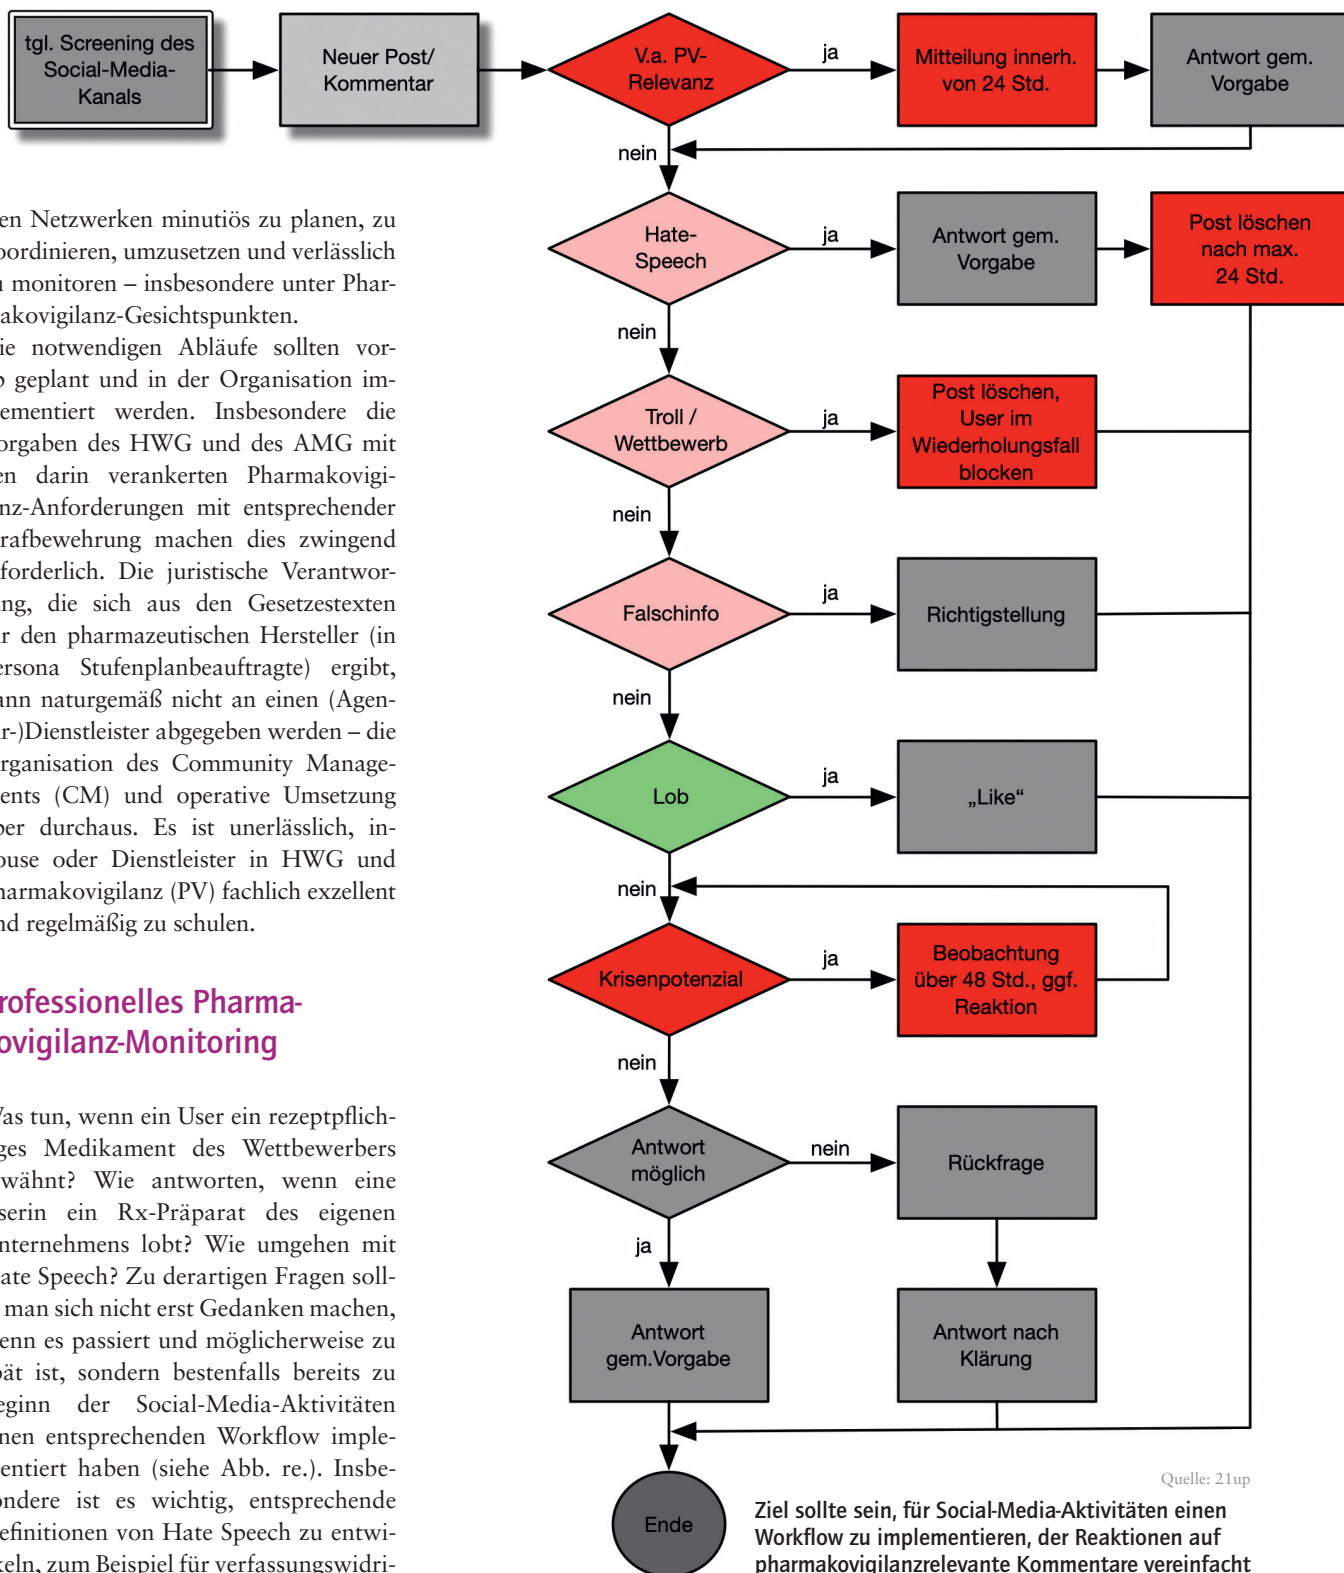 tgl. Screening des
Social-Media-
Kanals
Neuer Post/
Kommentar
V.a. PV-
Relevanz
ja
Mitteilung innerh.
von 24 Std.
Antwort gem.
Vorgabe
nein
Hate-
Speech
ja
Antwort gem.
Vorgabe
Post löschen
nach max.
24 Std.
nein
Troll /
Wettbewerb
ja
Post löschen,
User im
Wiederholungsfall
blocken
nein
Falschinfo
ja
Richtigstellung
nein
Lob
ja
„Like“
nein
Krisenpotenzial
ja
Beobachtung
über 48 Std., ggf.
Reaktion
nein
Antwort
möglich
nein
Rückfrage
ja
Antwort
gem.Vorgabe
Antwort nach
Klärung
Ende
en Netzwerken minutiös zu planen, zu
oordinieren, umzusetzen und verlässlich
u monitoren – insbesondere unter Phar-
akovigilanz-Gesichtspunkten.
ie notwendigen Abläufe sollten vor-
b geplant und in der Organisation im-
ementiert werden. Insbesondere die
orgaben des HWG und des AMG mit
en darin verankerten Pharmakovigi-
nz-Anforderungen mit entsprechender
rafbewehrung machen dies zwingend
forderlich. Die juristische Verantwor-
ng, die sich aus den Gesetzestexten
r den pharmazeutischen Hersteller (in
ersona Stufenplanbeauftragte) ergibt,
ann naturgemäß nicht an einen (Agen-
r-)Dienstleister abgegeben werden – die
rganisation des Community Manage-
ents (CM) und operative Umsetzung
ber durchaus. Es ist unerlässlich, in-
ouse oder Dienstleister in HWG und
harmakovigilanz (PV) fachlich exzellent
nd regelmäßig zu schulen.
rofessionelles Pharma-
ovigilanz-Monitoring
Was tun, wenn ein User ein rezeptpflich-
ges Medikament des Wettbewerbers
wähnt? Wie antworten, wenn eine
serin ein Rx-Präparat des eigenen
nternehmens lobt? Wie umgehen mit
ate Speech? Zu derartigen Fragen soll-
man sich nicht erst Gedanken machen,
enn es passiert und möglicherweise zu
pät ist, sondern bestenfalls bereits zu
eginn der Social-Media-Aktivitäten
nen entsprechenden Workflow imple-
entiert haben (siehe Abb. re.). Insbe-
ondere ist es wichtig, entsprechende
efinitionen von Hate Speech zu entwi-
keln, zum Beispiel für verfassungswidri-
Quelle: 21up
Ziel sollte sein, für Social-Media-Aktivitäten einen
Workflow zu implementieren, der Reaktionen auf
pharmakovigilanzrelevante Kommentare vereinfacht